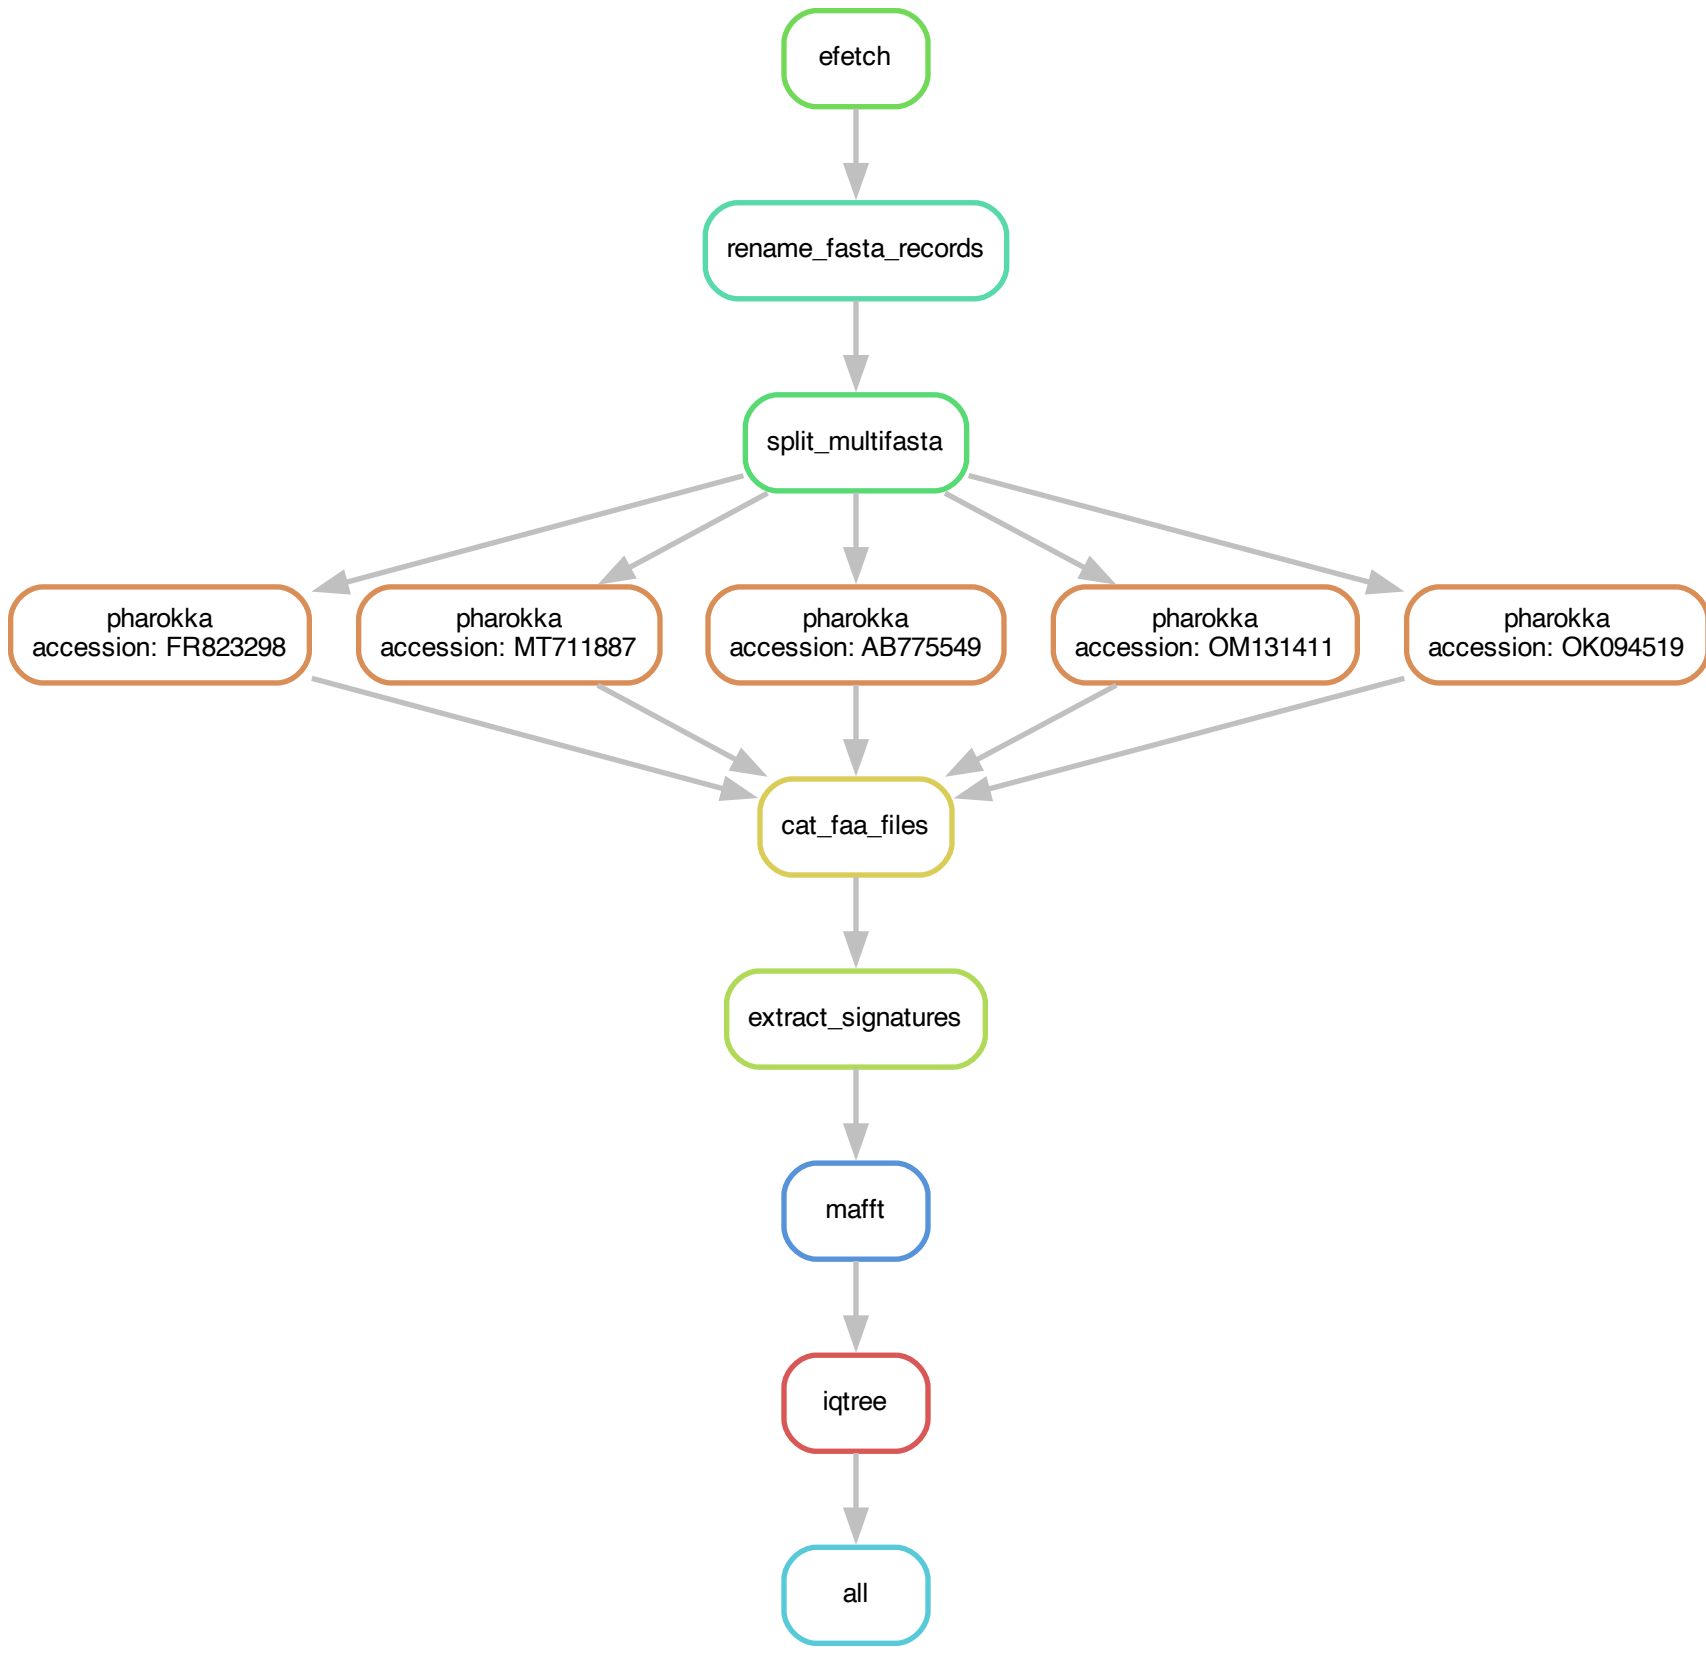 efetch
rename_fasta_records
split_multifasta
pharokka
accession: FR823298
pharokka
accession: MT711887
pharokka
accession: AB775549
pharokka
accession: OM131411
pharokka
accession: OK094519
cat_faa_files
extract_signatures
mafft
iqtree
all